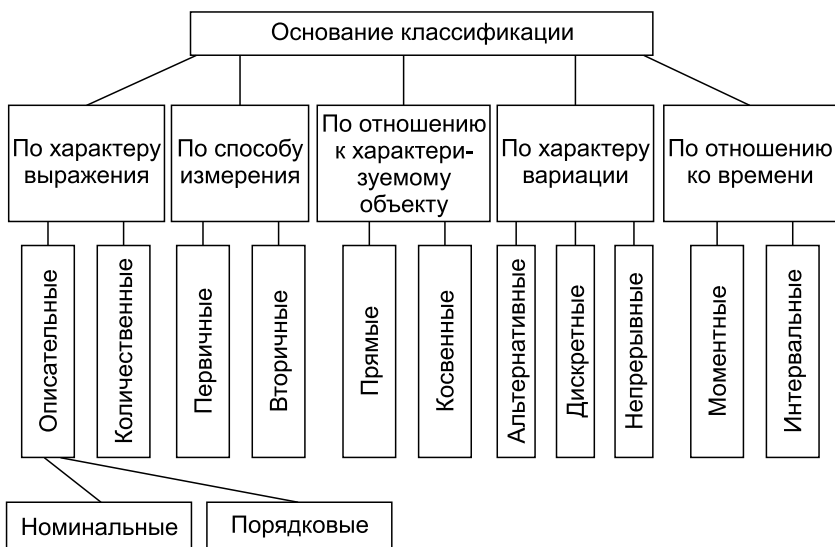 Основание классификации
По характеру
выражения
По способу
измерения
По отношению
к характери-
зуемому
объекту
По характеру
вариации
По отношению
ко времени
Описательные
Количественные
Первичные
Вторичные
Прямые
Косвенные
Альтернативные
Дискретные
Непрерывные
Моментные
Интервальные
Номинальные
Порядковые